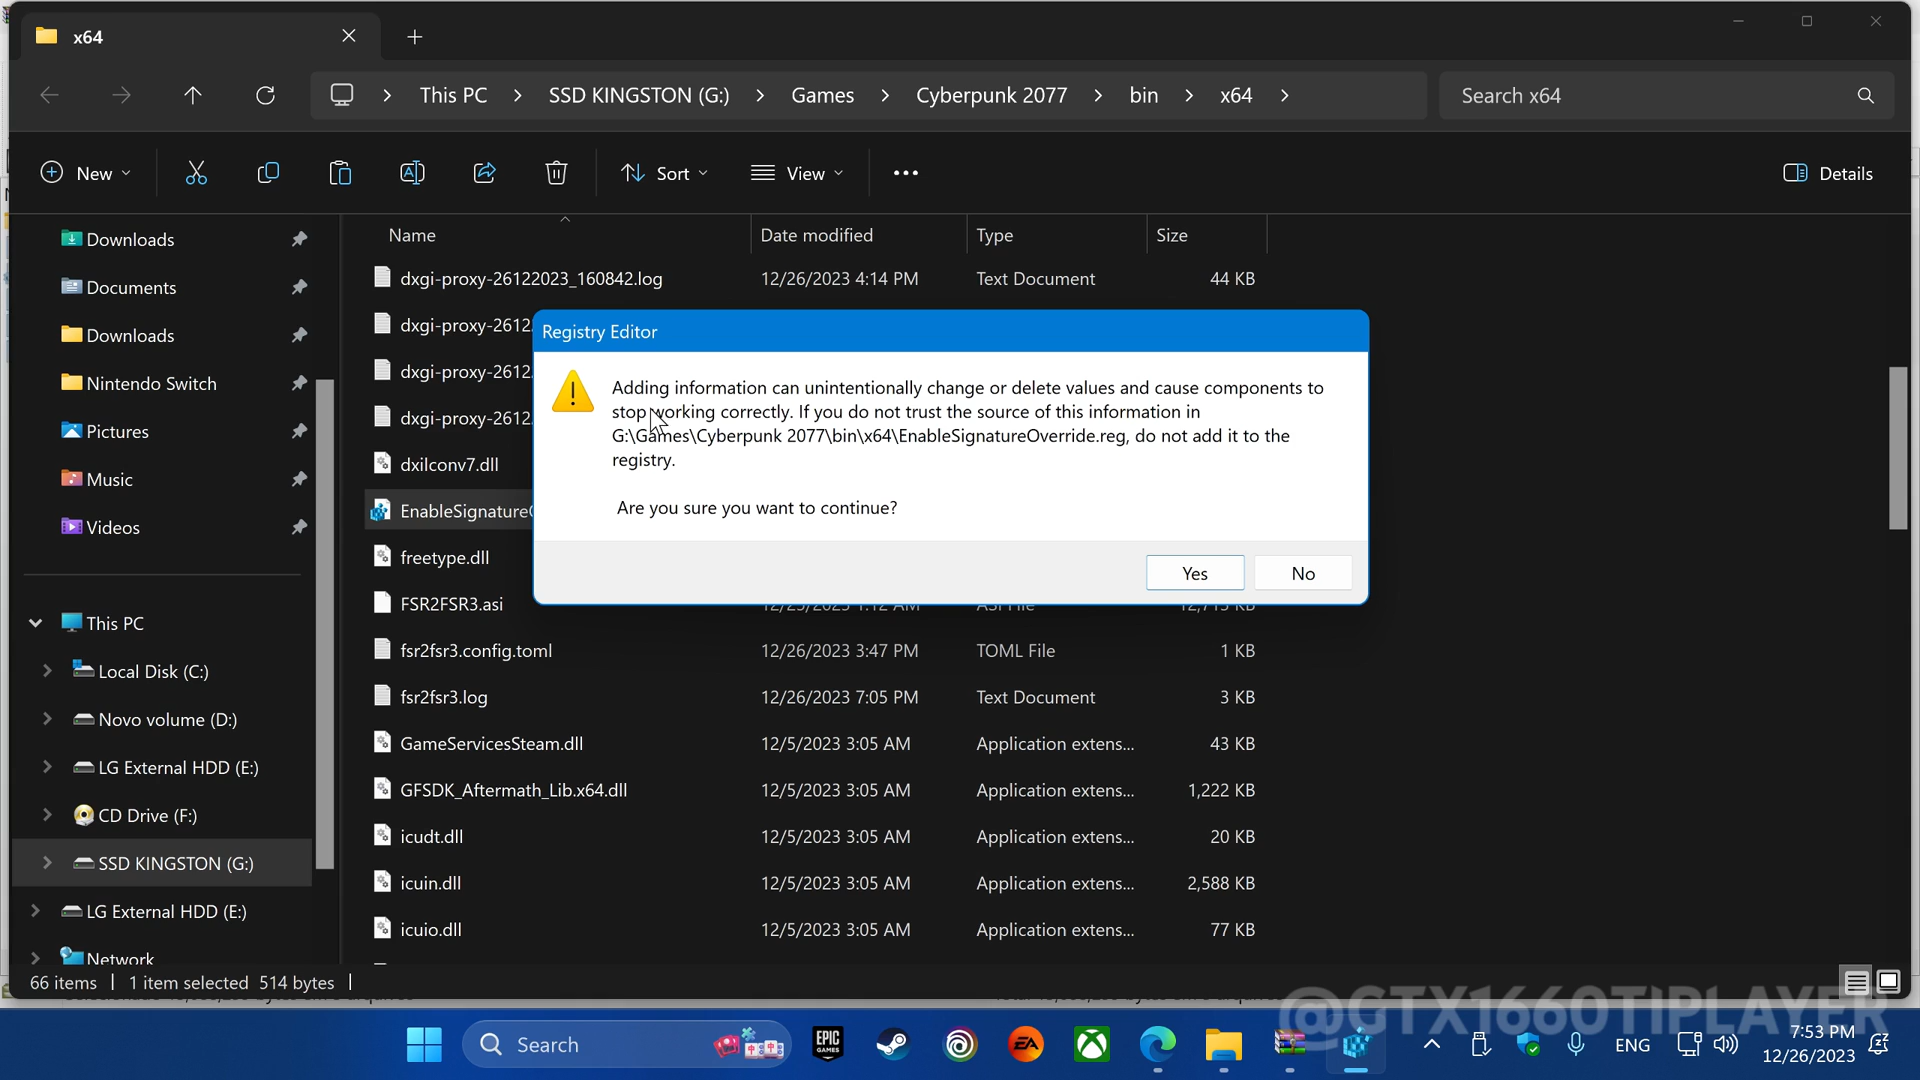 x64
This PC
SSD KINGSTON (G:)
Games
Cyberpunk 2077
bin
x64
Search x64
New
Sort
View
Details
Name
Date modified
Type
Size
Downloads
Documents
Downloads
Nintendo Switch
Pictures
Music
Videos
This PC
Local Disk (C:)
Novo volume (D:)
LG External HDD (E:)
CD Drive (F:)
SSD KINGSTON (G:)
LG External HDD (E:)
Network
dxgi-proxy-26122023_160842.log 12/26/2023 4:14 PM Text Document 44 KB
dxgi-proxy-2612
dxgi-proxy-2612
dxgi-proxy-2612
dxilconv7.dll
EnableSignature
freetype.dll
FSR2FSR3.asi
fsr2fsr3.config.toml 12/26/2023 3:47 PM TOML File 1 KB
fsr2fsr3.log 12/26/2023 7:05 PM Text Document 3 KB
GameServicesSteam.dll 12/5/2023 3:05 AM Application extens... 43 KB
GFSDK_Aftermath_Lib.x64.dll 12/5/2023 3:05 AM Application extens... 1,222 KB
icudt.dll 12/5/2023 3:05 AM Application extens... 20 KB
icuin.dll 12/5/2023 3:05 AM Application extens... 2,588 KB
icuio.dll 12/5/2023 3:05 AM Application extens... 77 KB
Registry Editor
Adding information can unintentionally change or delete values and cause components to
stop working correctly. If you do not trust the source of this information in
G:\Games\Cyberpunk 2077\bin\x64\EnableSignatureOverride.reg, do not add it to the
registry.
Are you sure you want to continue?
Yes
No
66 items
1 item selected 514 bytes
@GTX1660TIPLAYER
Search
EPIC
GAMES
EA
ENG
7:53 PM
12/26/2023